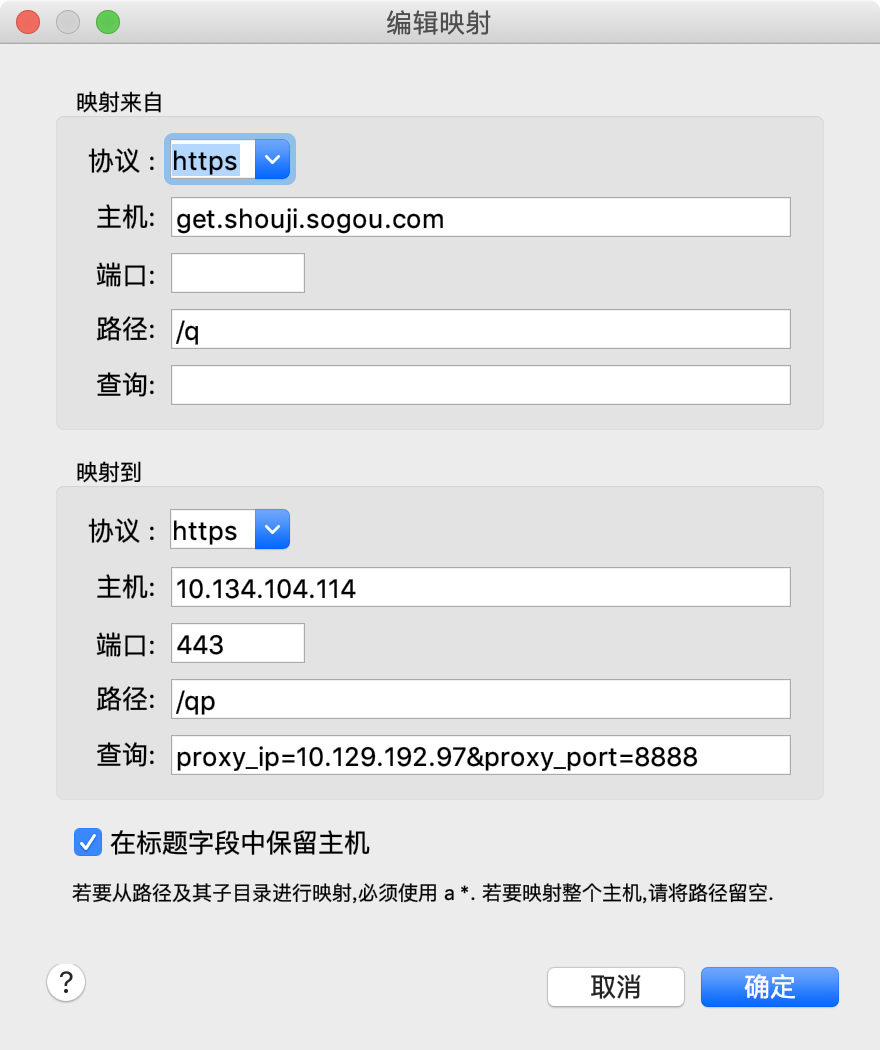 编辑映射
映射来自
协议：https
主机: get.shouji.sogou.com
端口:
路径: /q
查询:
映射到
协议：https
主机: 10.134.104.114
端口: 443
路径: /qp
查询: proxy_ip=10.129.192.97&proxy_port=8888
在标题字段中保留主机
若要从路径及其子目录进行映射,必须使用 a *. 若要映射整个主机,请将路径留空.
? 取消 确定